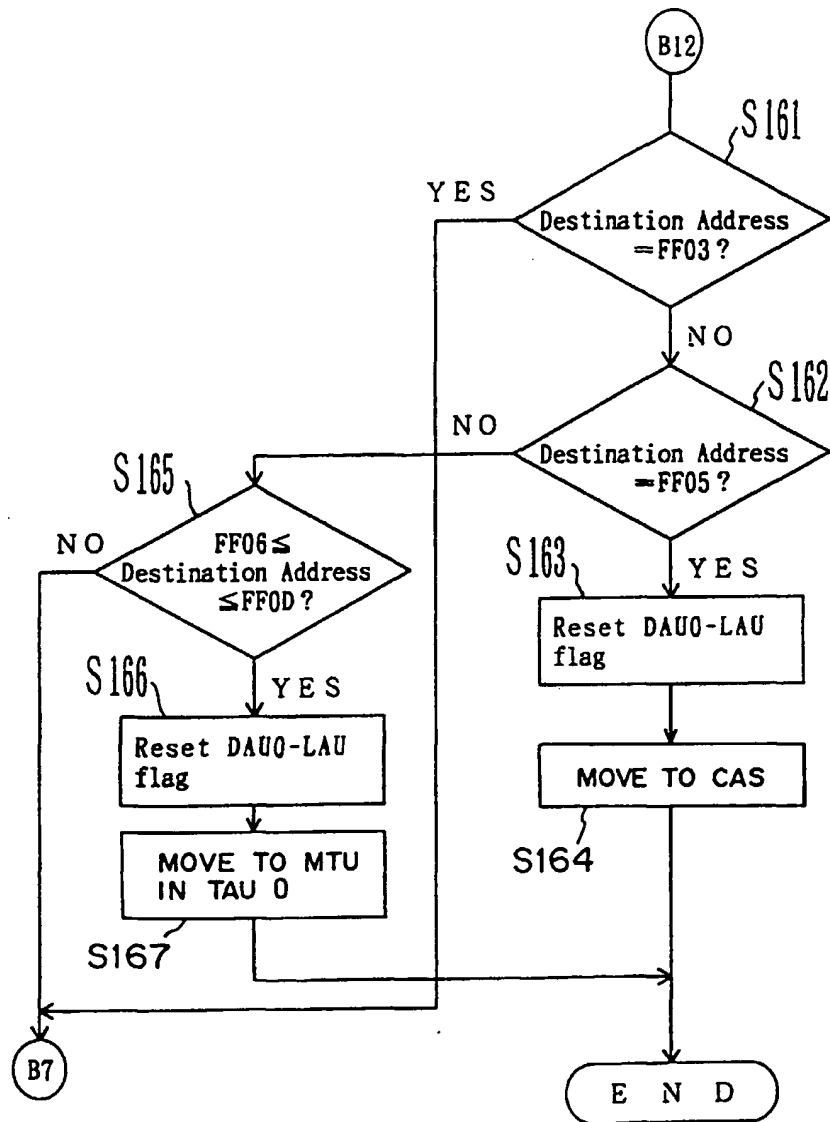 B12
S161
YES
Destination Address
=FF03?
NO
S162
NO
Destination Address
=FF05?
S165
NO
FF06≦
Destination Address
≦FF0D?
S163
YES
Reset DAU0-LAU
flag
S166
YES
Reset DAU0-LAU
flag
MOVE TO CAS
S164
MOVE TO MTU
IN TAU 0
S167
B7
END